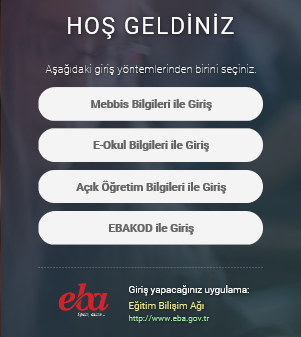 HOŞ GELDİNİZ
Aşağıdaki giriş yöntemlerinden birini seçiniz.
Mebbis Bilgileri ile Giriş
E-Okul Bilgileri ile Giriş
Açık Öğretim Bilgileri ile Giriş
EBAKOD ile Giriş
eba
Giriş yapacağınız uygulama:
Eğitim Bilişim Ağı
http://www.eba.gov.tr